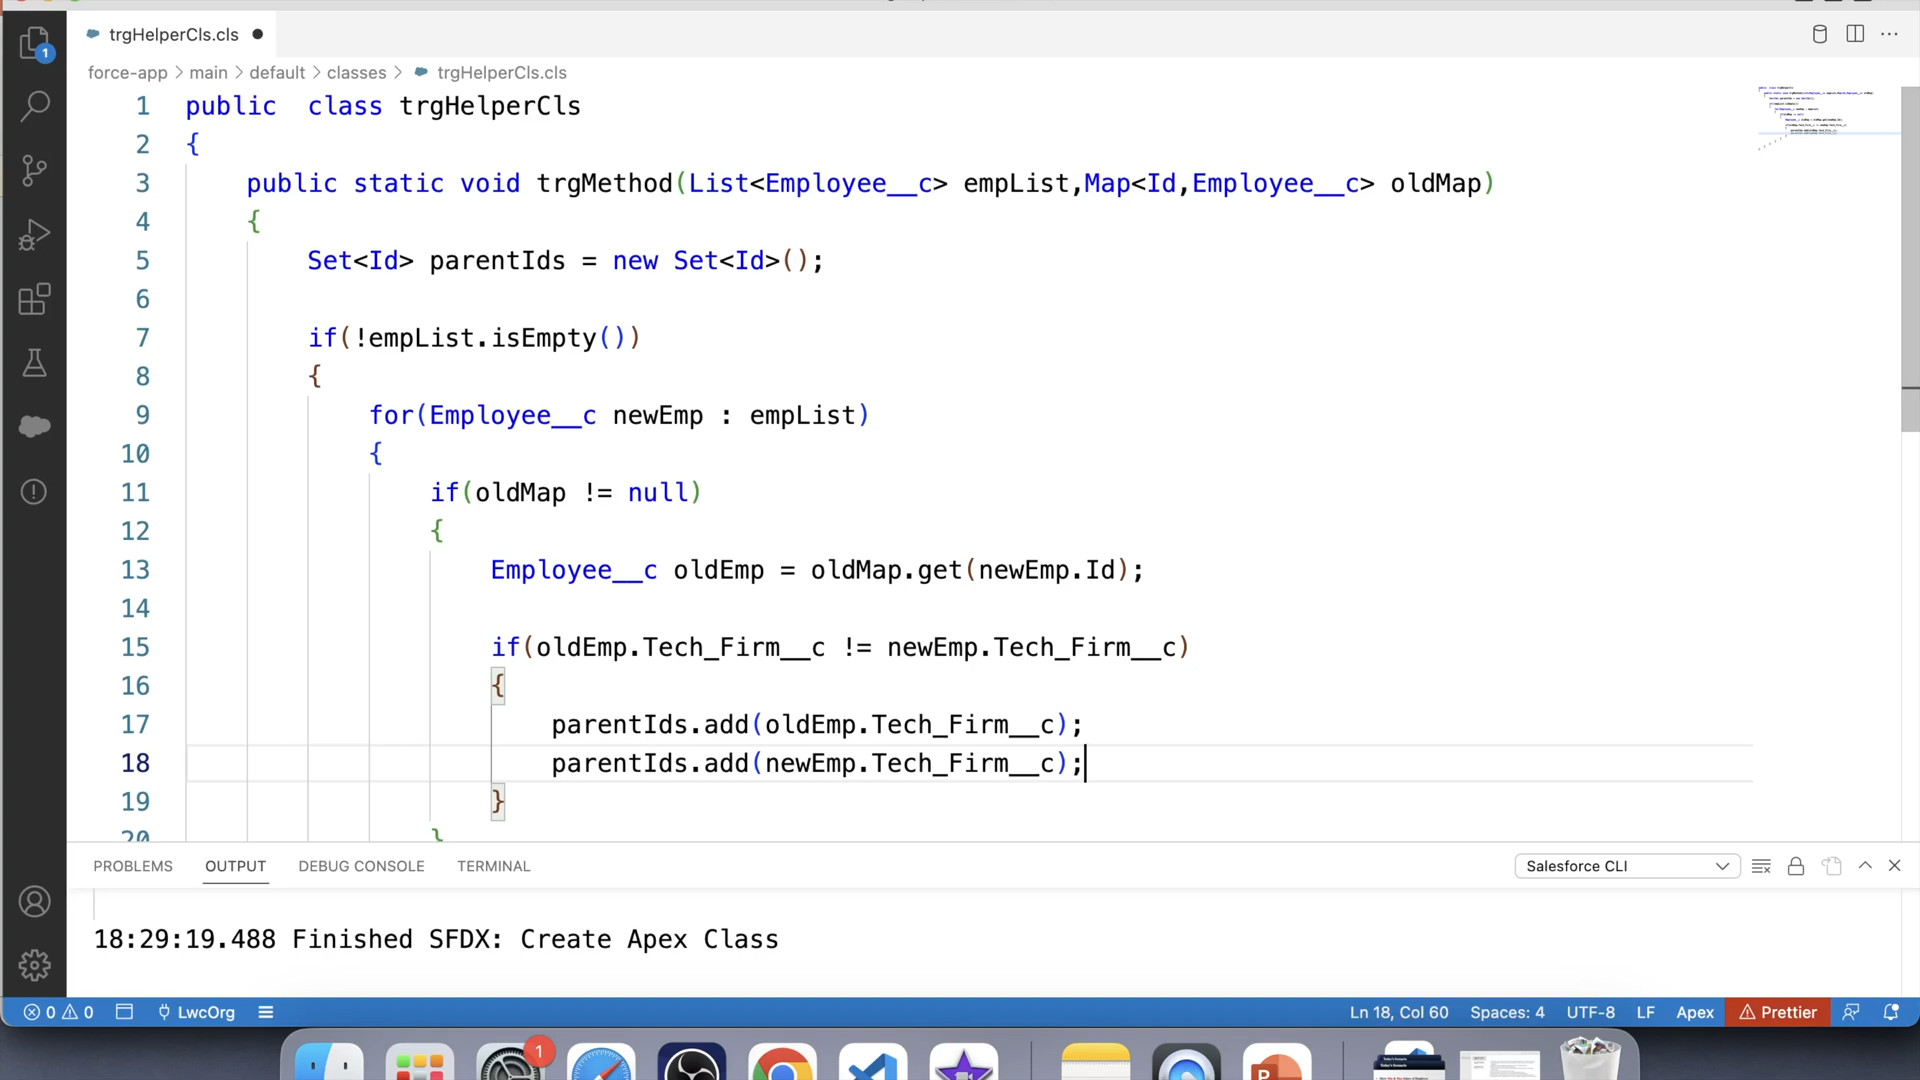 trgHelperCls.cls
force-app > main > default > classes > trgHelperCls.cls
1 public  class trgHelperCls
2 {
3 public static void trgMethod(List<Employee__c> empList,Map<Id,Employee__c> oldMap)
4 {
5 Set<Id> parentIds = new Set<Id>();
6
7 if(!empList.isEmpty())
8 {
9 for(Employee__c newEmp : empList)
10 {
11 if(oldMap != null)
12 {
13 Employee__c oldEmp = oldMap.get(newEmp.Id);
14
15 if(oldEmp.Tech_Firm__c != newEmp.Tech_Firm__c)
16 {
17 parentIds.add(oldEmp.Tech_Firm__c);
18 parentIds.add(newEmp.Tech_Firm__c);
19 }
20 }
PROBLEMS OUTPUT DEBUG CONSOLE TERMINAL Salesforce CLI
18:29:19.488 Finished SFDX: Create Apex Class
0 0 LwcOrg Ln 18, Col 60 Spaces: 4 UTF-8 LF Apex Prettier
1
1
P